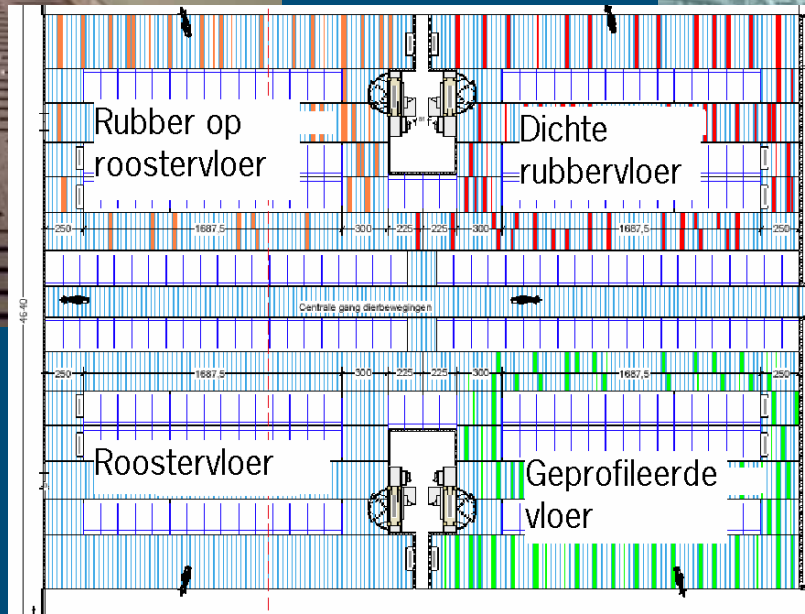 Rubber op
roostervloer
Dichte
rubbervloer
250 1687,5 300 225 225 300 1687,5 250
4640
Centrale gang dierbewegingen
250 1687,5 300 225 225 300 1687,5 250
Roostervloer
Geprofileerde
vloer